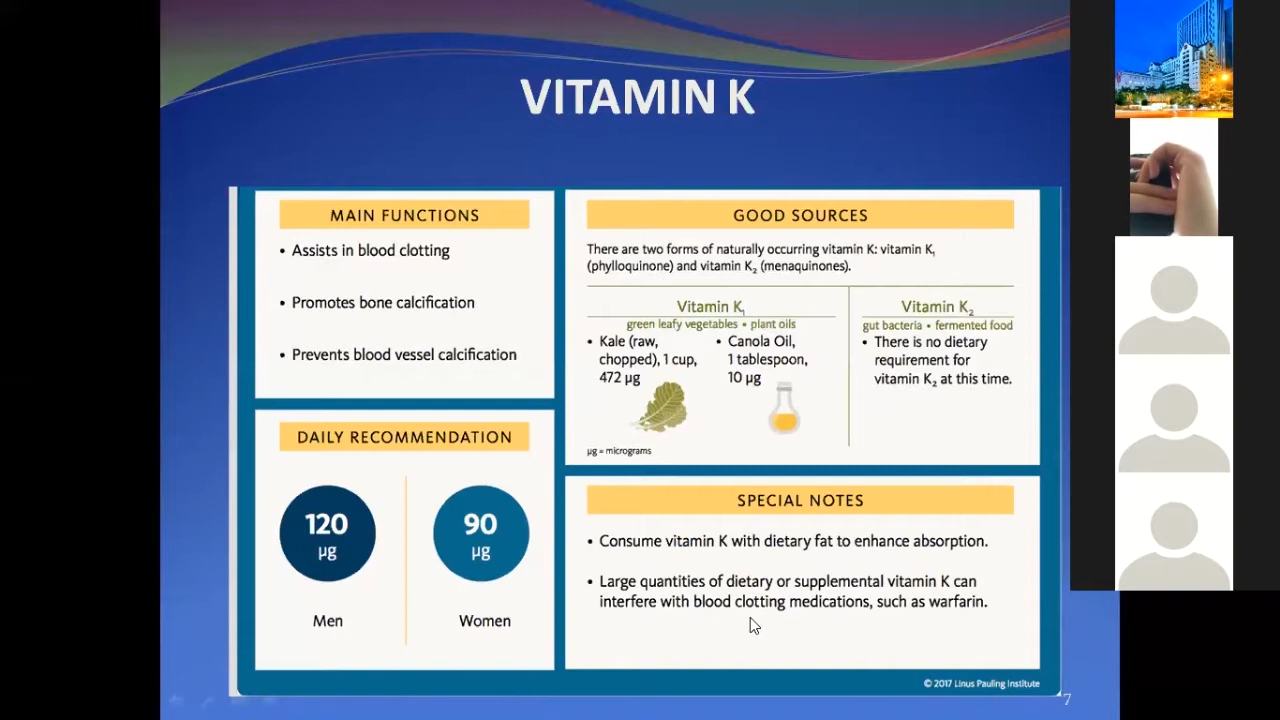 VITAMIN K
MAIN FUNCTIONS
• Assists in blood clotting
• Promotes bone calcification
• Prevents blood vessel calcification
DAILY RECOMMENDATION
120
µg
Men
90
µg
Women
GOOD SOURCES
There are two forms of naturally occurring vitamin K: vitamin K₁
(phylloquinone) and vitamin K₂ (menaquinones).
Vitamin K₁
green leafy vegetables • plant oils
• Kale (raw,
chopped), 1 cup,
472 µg
• Canola Oil,
1 tablespoon,
10 µg
Vitamin K₂
gut bacteria • fermented food
• There is no dietary
requirement for
vitamin K₂ at this time.
µg = micrograms
SPECIAL NOTES
• Consume vitamin K with dietary fat to enhance absorption.
• Large quantities of dietary or supplemental vitamin K can
interfere with blood clotting medications, such as warfarin.
© 2017 Linus Pauling Institute
7